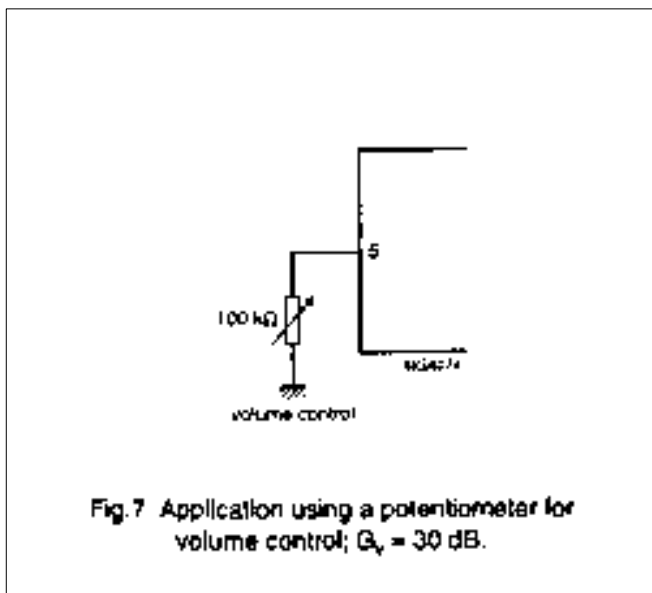 5
100 kΩ
volume control
Fig.7 Application using a potentiometer for
volume control; Gv = 30 dB.